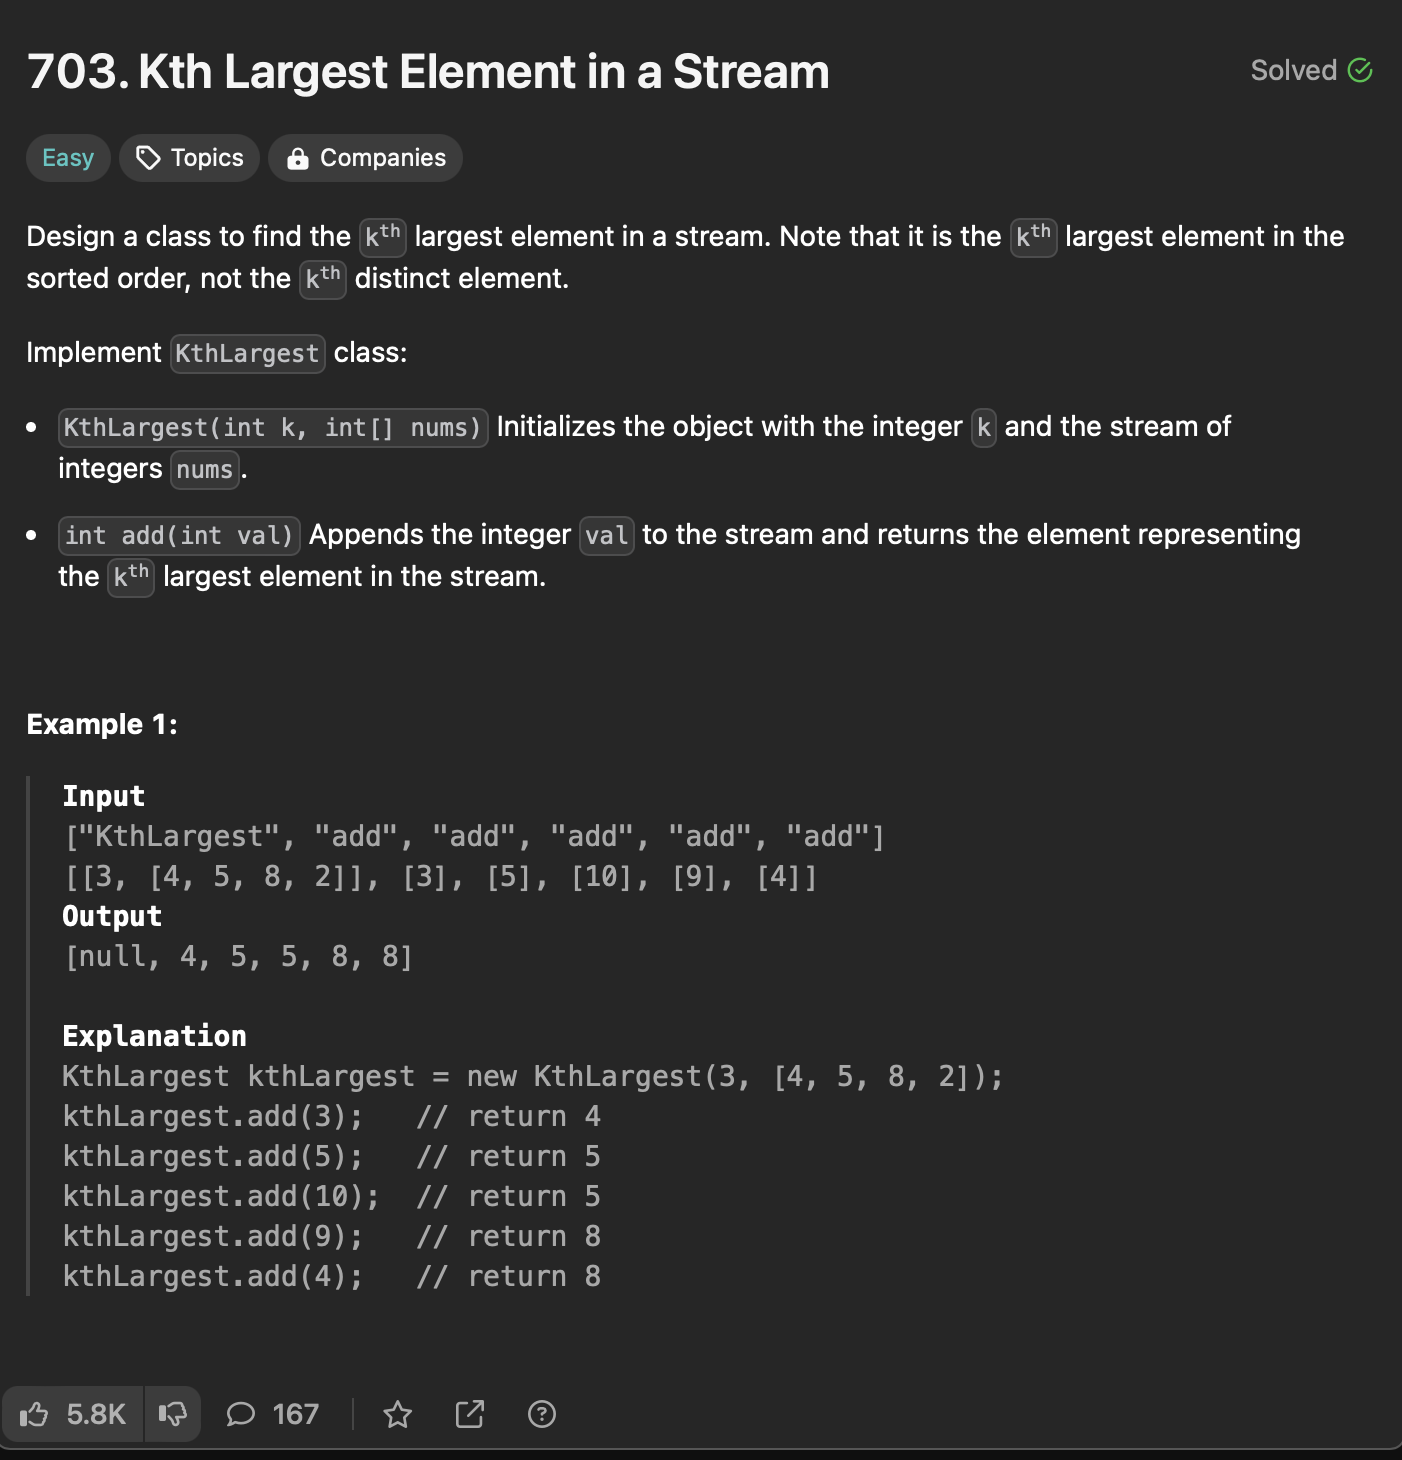 703. Kth Largest Element in a Stream
Solved
Easy
Topics
Companies
Design a class to find the kth largest element in a stream. Note that it is the kth largest element in the
sorted order, not the kth distinct element.
Implement KthLargest class:
• KthLargest(int k, int[] nums) Initializes the object with the integer k and the stream of
integers nums.
• int add(int val) Appends the integer val to the stream and returns the element representing
the kth largest element in the stream.
Example 1:
Input
["KthLargest", "add", "add", "add", "add", "add"]
[[3, [4, 5, 8, 2]], [3], [5], [10], [9], [4]]
Output
[null, 4, 5, 5, 8, 8]
Explanation
KthLargest kthLargest = new KthLargest(3, [4, 5, 8, 2]);
kthLargest.add(3);   // return 4
kthLargest.add(5);   // return 5
kthLargest.add(10);  // return 5
kthLargest.add(9);   // return 8
kthLargest.add(4);   // return 8
5.8K
167